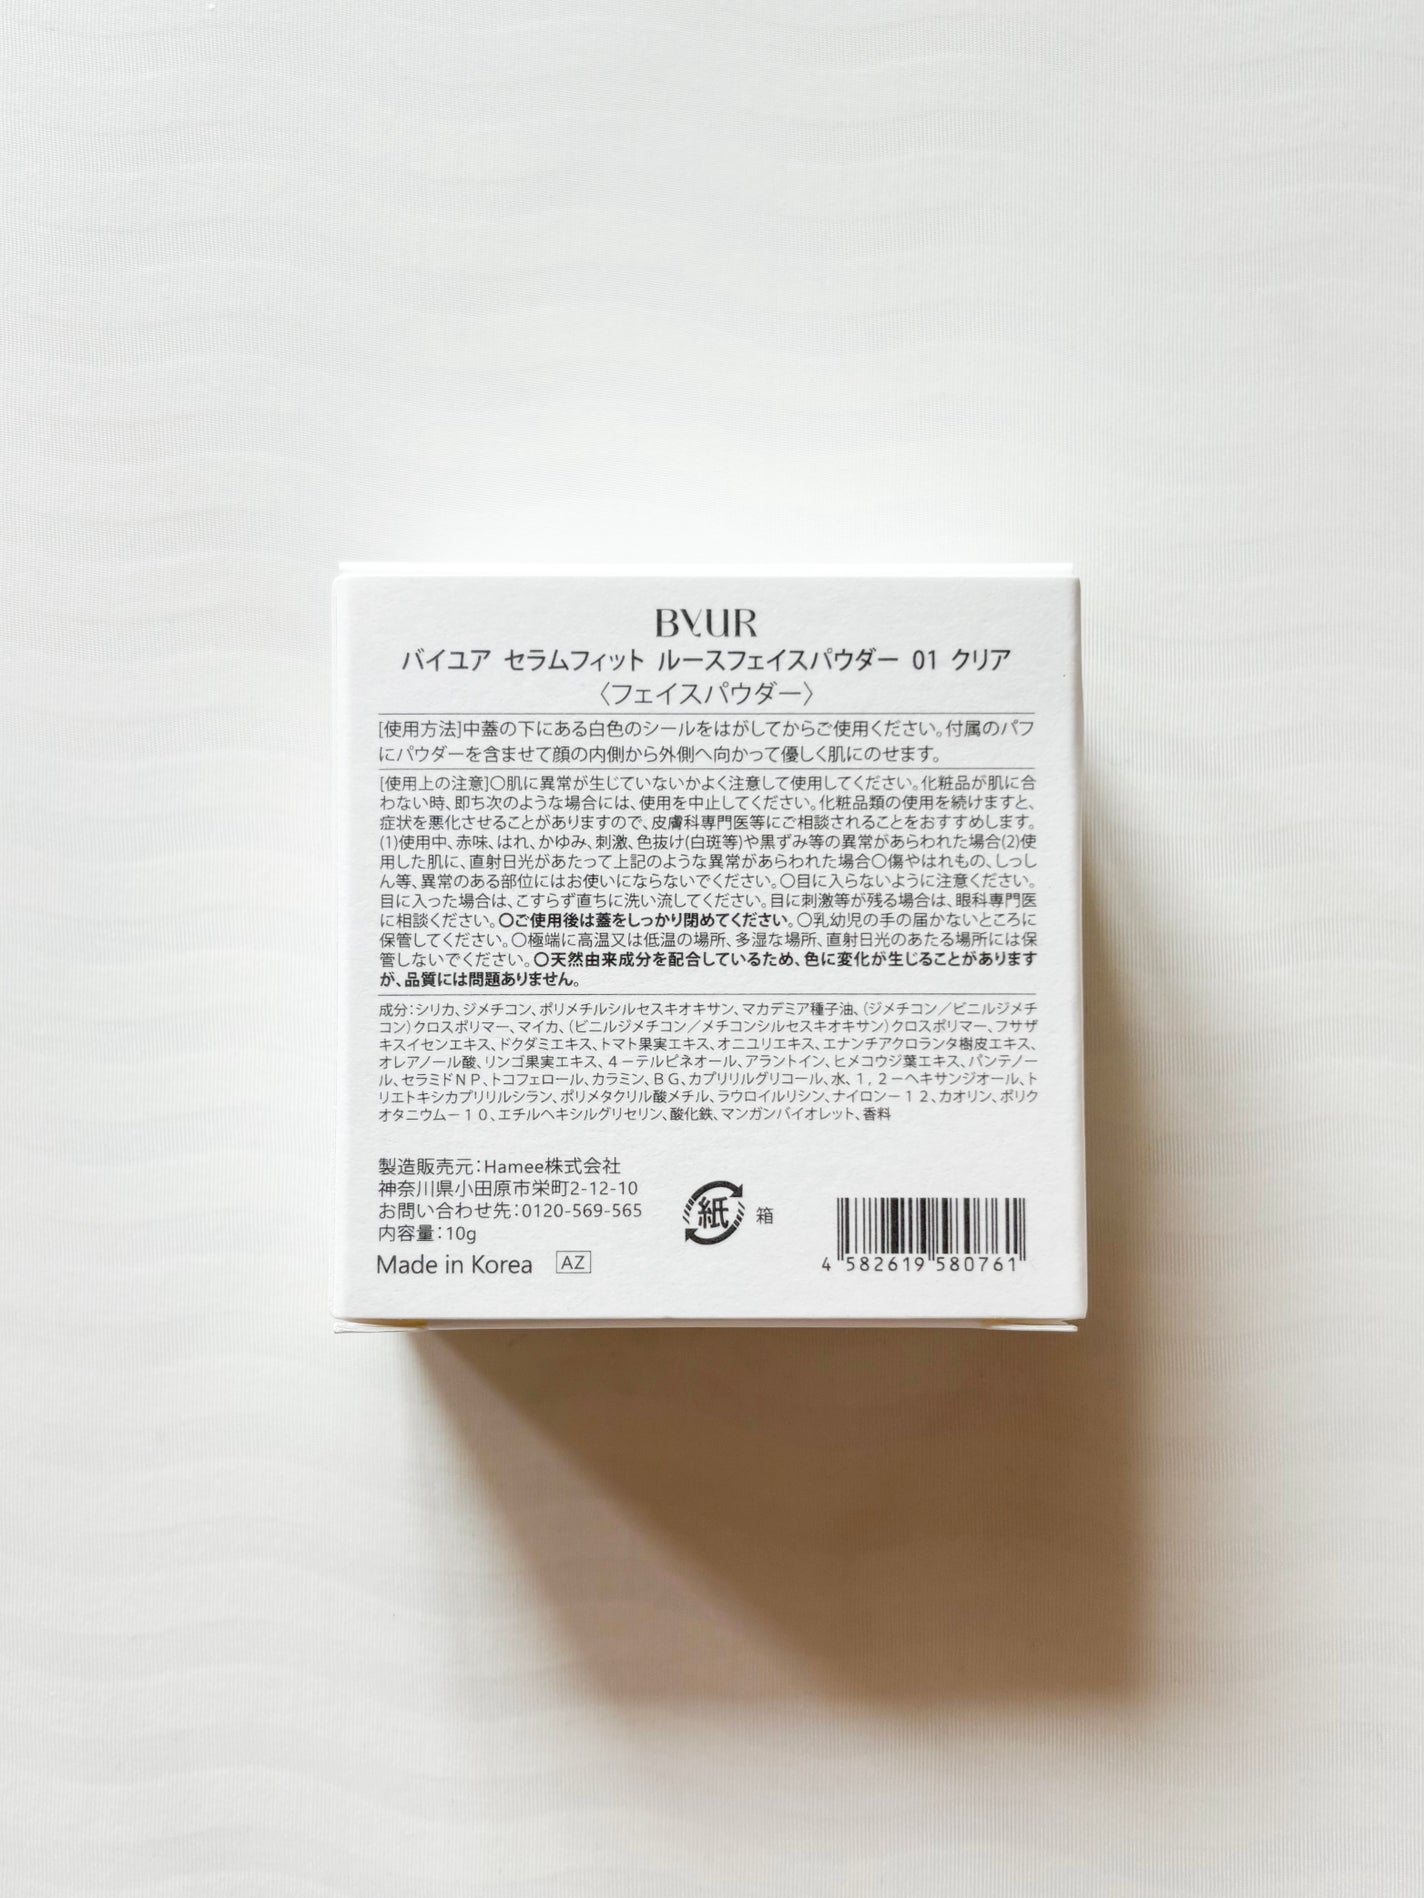 BYUR
バイユア セラムフィット ルースフェイスパウダー 01 クリア
〈フェイスパウダー〉
[使用方法]中蓋の下にある白色のシールをはがしてからご使用ください。付属のパフ
にパウダーを含ませて顔の内側から外側へ向かって優しく肌にのせます。
[使用上の注意]〇肌に異常が生じていないかよく注意して使用してください。化粧品が肌に合
わない時、即ち次のような場合には、使用を中止してください。化粧品類の使用を続けますと、
症状を悪化させることがありますので、皮膚科専門医等にご相談されることをおすすめします。
(1)使用中、赤味、はれ、かゆみ、刺激、色抜け(白斑等)や黒ずみ等の異常があらわれた場合(2)使
用した肌に、直射日光があたって上記のような異常があらわれた場合〇傷やはれもの、しっし
ん等、異常のある部位にはお使いにならないでください。〇目に入らないように注意ください。
目に入った場合は、こすらず直ちに洗い流してください。目に刺激等が残る場合は、眼科専門医
に相談ください。〇ご使用後は蓋をしっかり閉めてください。〇乳幼児の手の届かないところに
保管してください。〇極端に高温又は低温の場所、多湿な場所、直射日光のあたる場所には保
管しないでください。〇天然由来成分を配合しているため、色に変化が生じることがあります
が、品質には問題ありません。
成分：シリカ、ジメチコン、ポリメチルシルセスキオキサン、マカデミア種子油、（ジメチコン／ビニルジメチ
コン）クロスポリマー、マイカ、（ビニルジメチコン／メチコンシルセスキオキサン）クロスポリマー、フサザ
キスイセンエキス、ドクダミエキス、トマト果実エキス、オニユリエキス、エナンチアクロランタ樹皮エキス、
オレアノール酸、リンゴ果実エキス、４－テルピネオール、アラントイン、ヒメコウジ葉エキス、パンテノー
ル、セラミドＮＰ、トコフェロール、カラミン、ＢＧ、カプリリルグリコール、水、１，２－ヘキサンジオール、ト
リエトキシカプリリルシラン、ポリメタクリル酸メチル、ラウロイルリシン、ナイロン－１２、カオリン、ポリク
オタニウム－１０、エチルヘキシルグリセリン、酸化鉄、マンガンバイオレット、香料
製造販売元：Hamee株式会社
神奈川県小田原市栄町2-12-10
お問い合わせ先：0120-569-565
内容量：10g
Made in Korea AZ
紙 箱
4 582619 580761